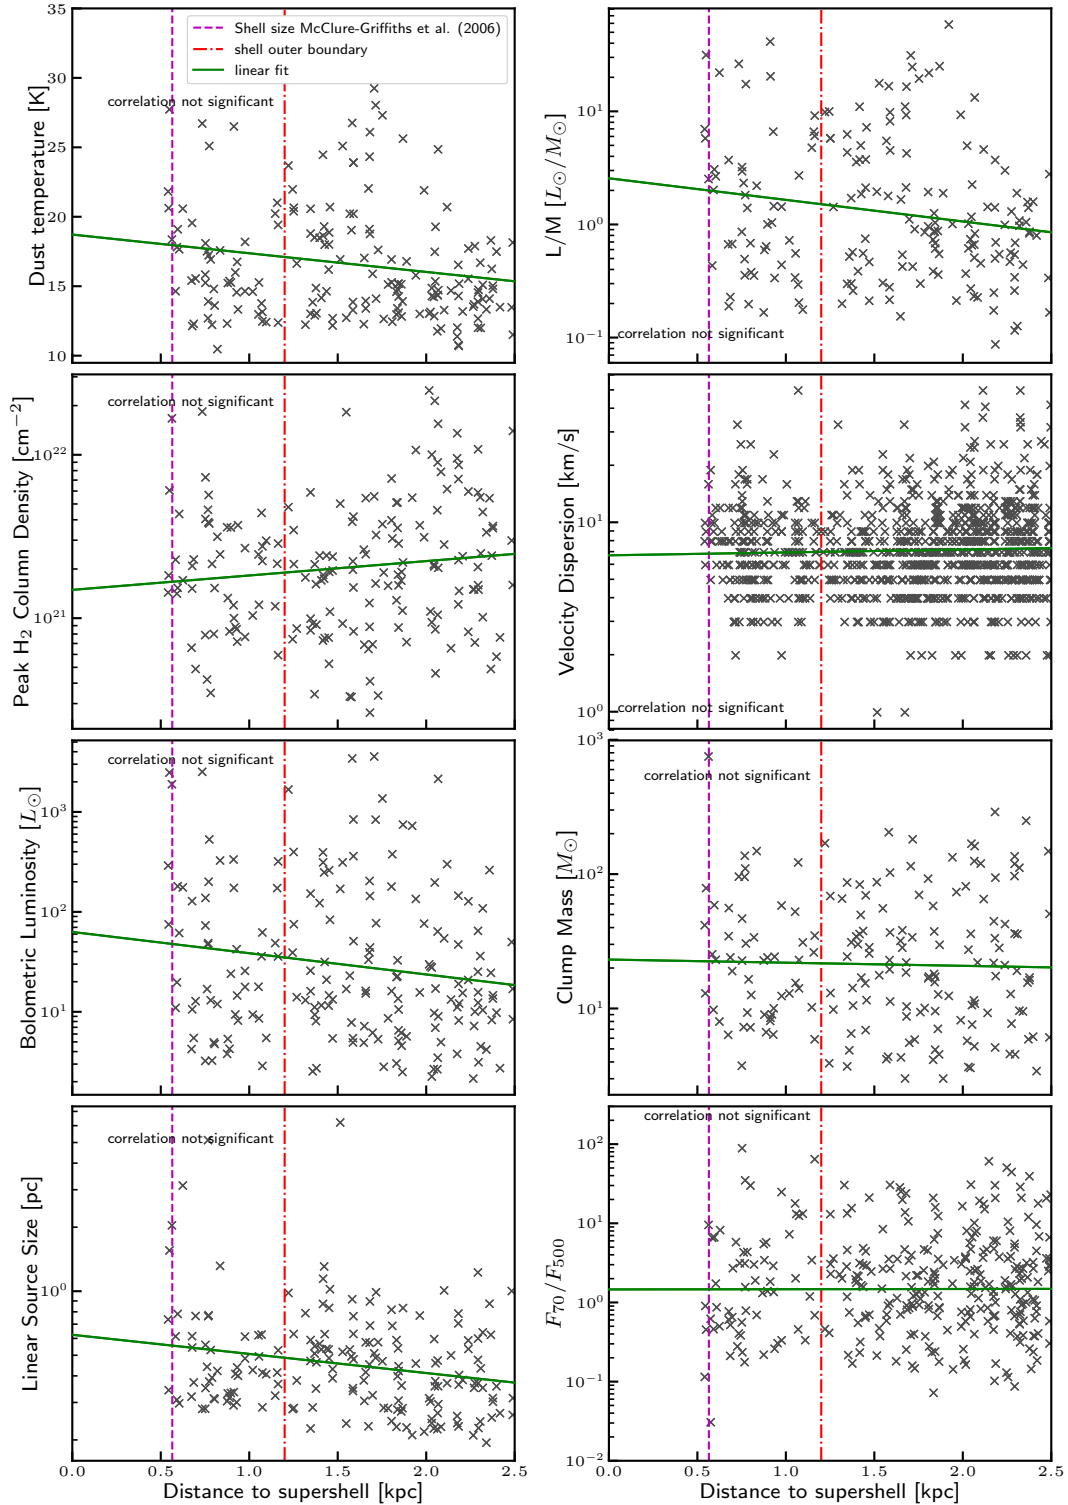 35
30
25
20
15
10
Dust temperature [K]
Shell size McClure-Griffiths et al. (2006)
shell outer boundary
linear fit
correlation not significant
10¹
10⁰
10⁻¹
L/M [L⊙/M⊙]
correlation not significant
10²²
10²¹
Peak H₂ Column Density [cm⁻²]
correlation not significant
10¹
10⁰
Velocity Dispersion [km/s]
correlation not significant
10³
10²
10¹
Bolometric Luminosity [L⊙]
correlation not significant
10³
10²
10¹
Clump Mass [M⊙]
correlation not significant
10⁰
Linear Source Size [pc]
correlation not significant
0.0 0.5 1.0 1.5 2.0 2.5
Distance to supershell [kpc]
10²
10¹
10⁰
10⁻¹
10⁻²
F₇₀/F₅₀₀
correlation not significant
0.0 0.5 1.0 1.5 2.0 2.5
Distance to supershell [kpc]